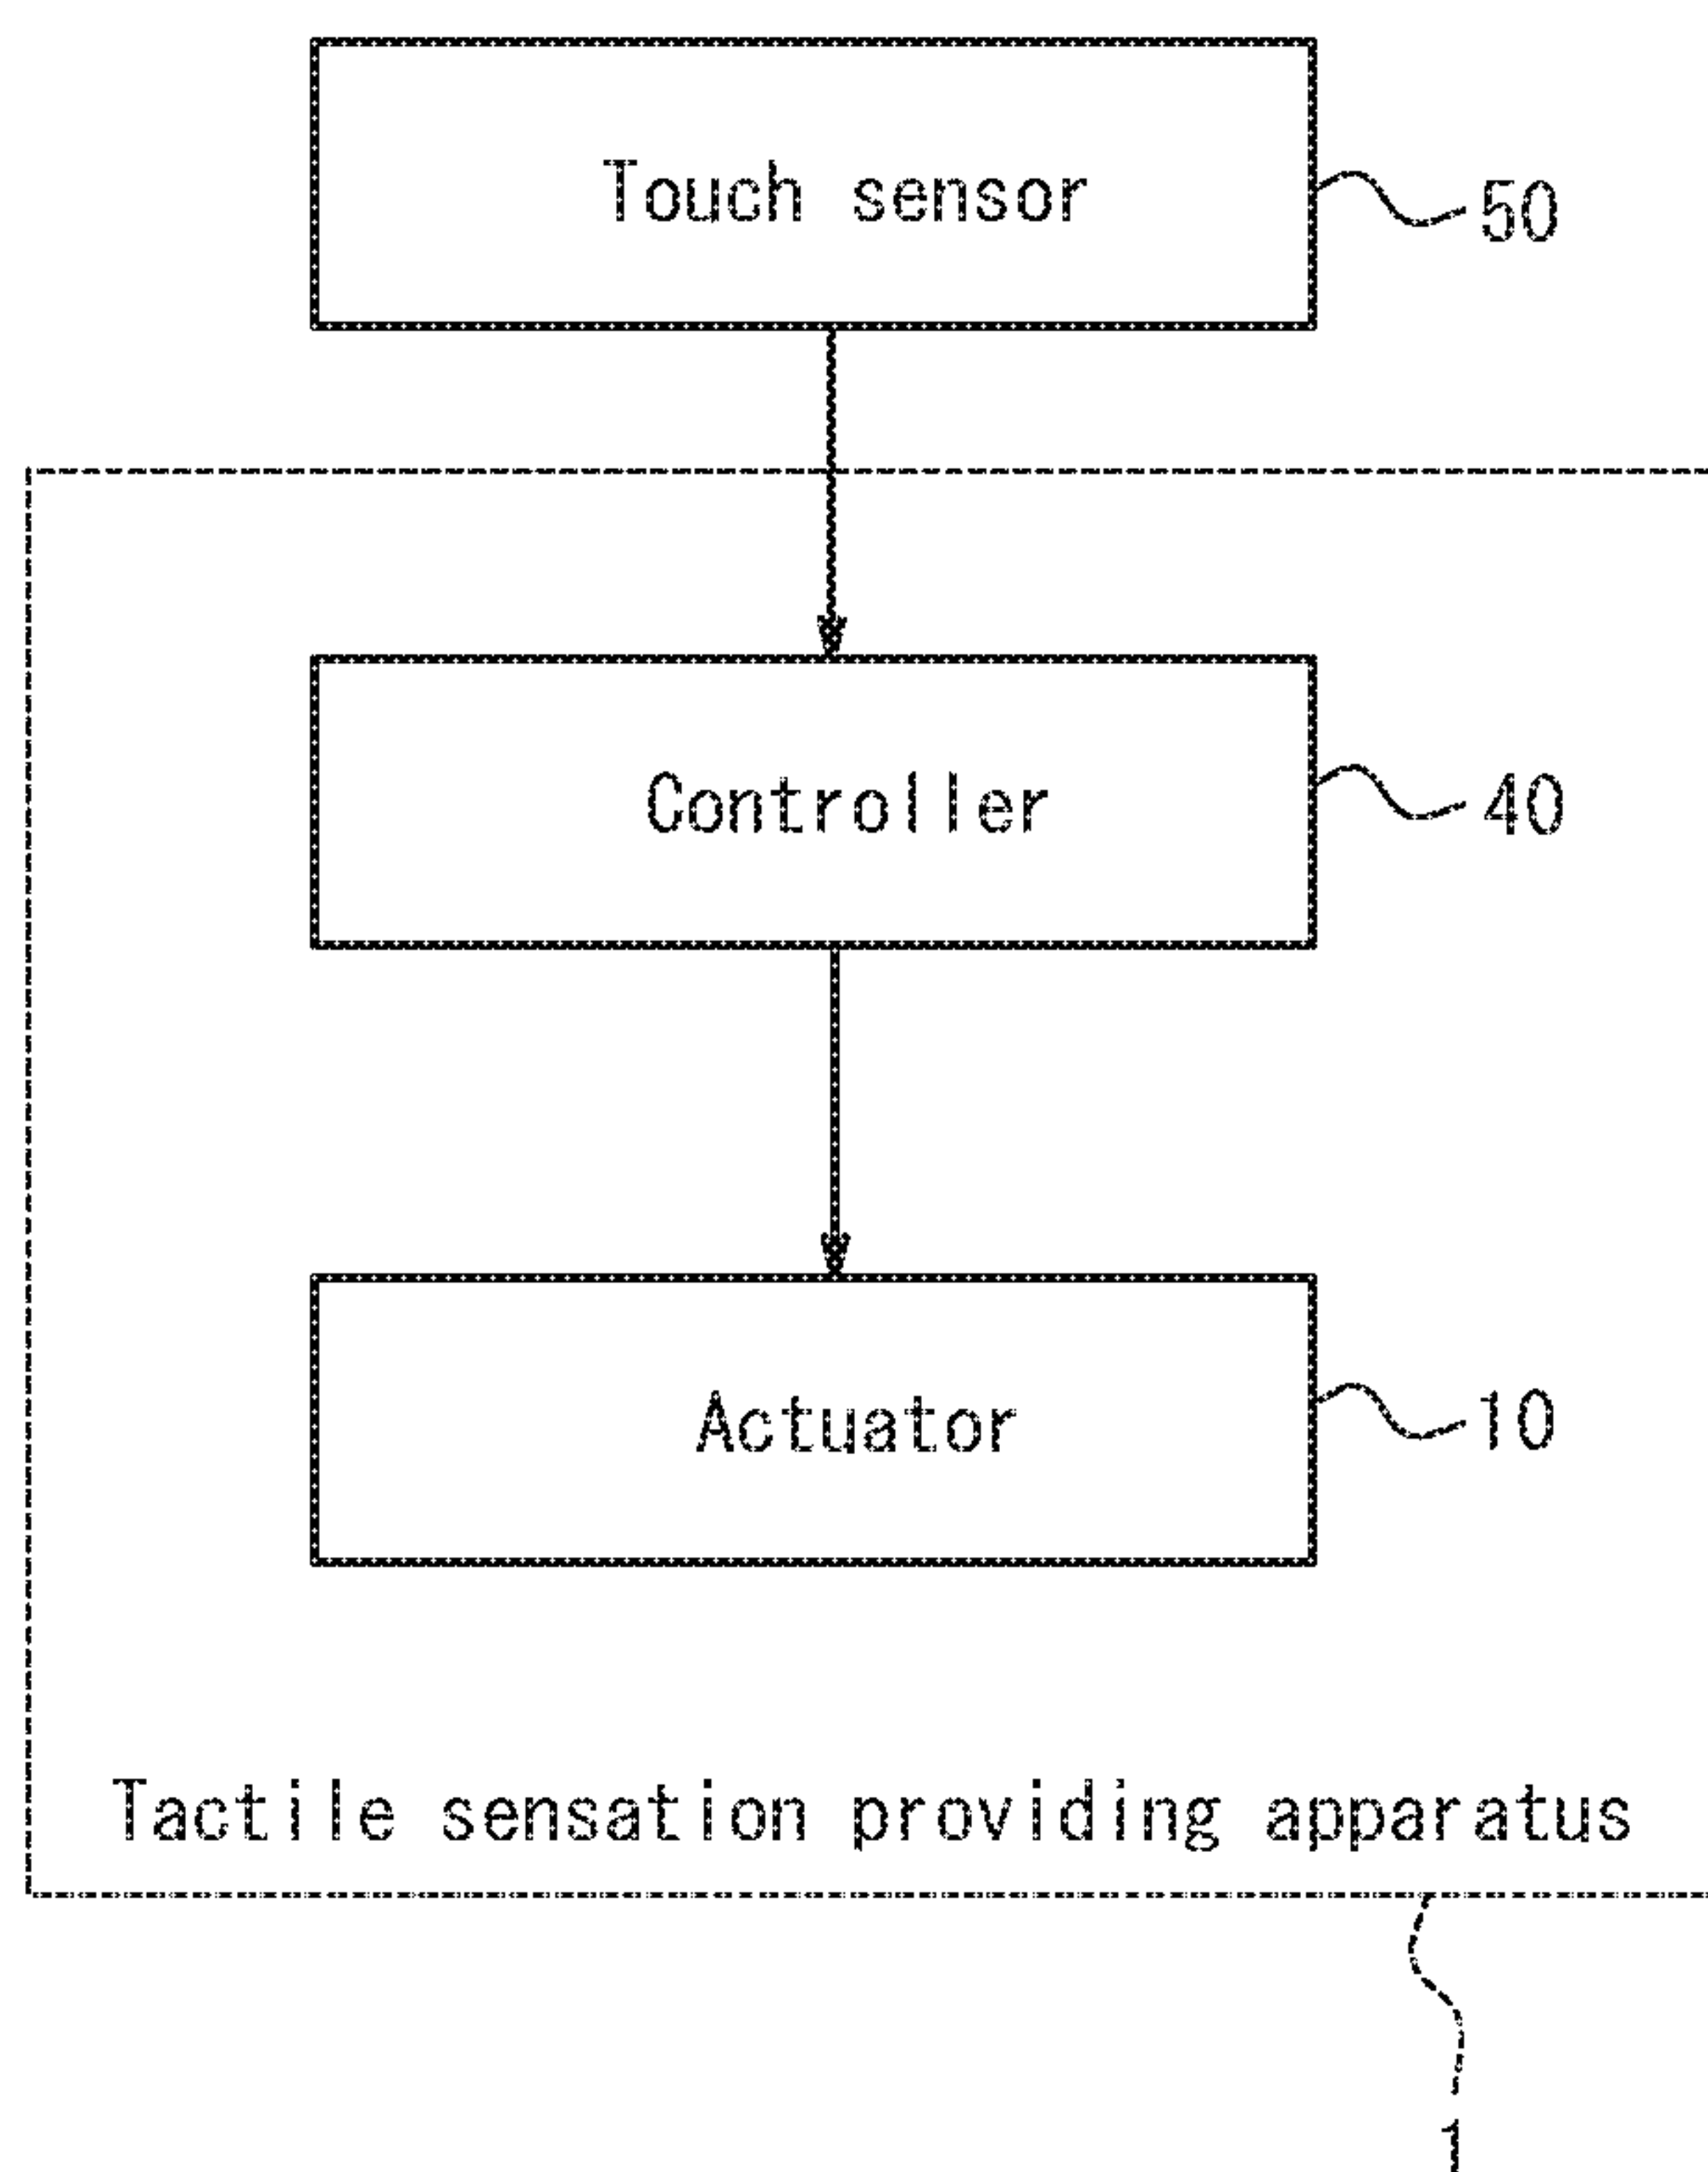 Touch sensor
50
Controller
40
Actuator
10
Tactile sensation providing apparatus
1